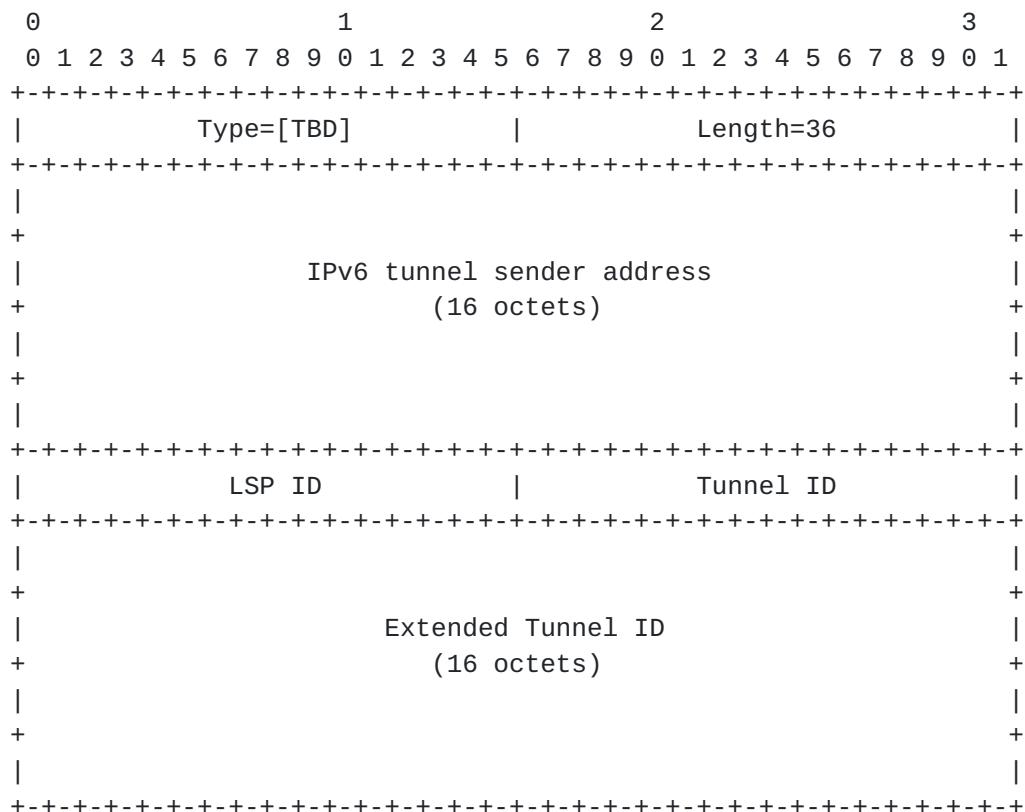 0                   1                   2                   3
 0 1 2 3 4 5 6 7 8 9 0 1 2 3 4 5 6 7 8 9 0 1 2 3 4 5 6 7 8 9 0 1
+-+-+-+-+-+-+-+-+-+-+-+-+-+-+-+-+-+-+-+-+-+-+-+-+-+-+-+-+-+-+-+-+
|           Type=[TBD]          |           Length=36           |
+-+-+-+-+-+-+-+-+-+-+-+-+-+-+-+-+-+-+-+-+-+-+-+-+-+-+-+-+-+-+-+-+
|                                                               |
+                                                               +
|                  IPv6 tunnel sender address                   |
+                          (16 octets)                          +
|                                                               |
+                                                               +
|                                                               |
+-+-+-+-+-+-+-+-+-+-+-+-+-+-+-+-+-+-+-+-+-+-+-+-+-+-+-+-+-+-+-+-+
|             LSP ID            |           Tunnel ID           |
+-+-+-+-+-+-+-+-+-+-+-+-+-+-+-+-+-+-+-+-+-+-+-+-+-+-+-+-+-+-+-+-+
|                                                               |
+                                                               +
|                       Extended Tunnel ID                      |
+                          (16 octets)                          +
|                                                               |
+                                                               +
|                                                               |
+-+-+-+-+-+-+-+-+-+-+-+-+-+-+-+-+-+-+-+-+-+-+-+-+-+-+-+-+-+-+-+-+